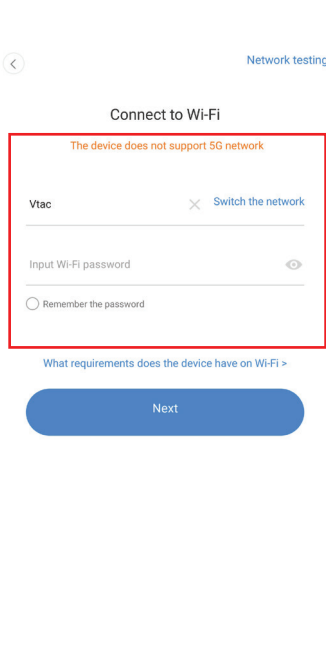 Network testing
Connect to Wi-Fi
The device does not support 5G network
Vtac
Switch the network
Input Wi-Fi password
Remember the password
What requirements does the device have on Wi-Fi >
Next